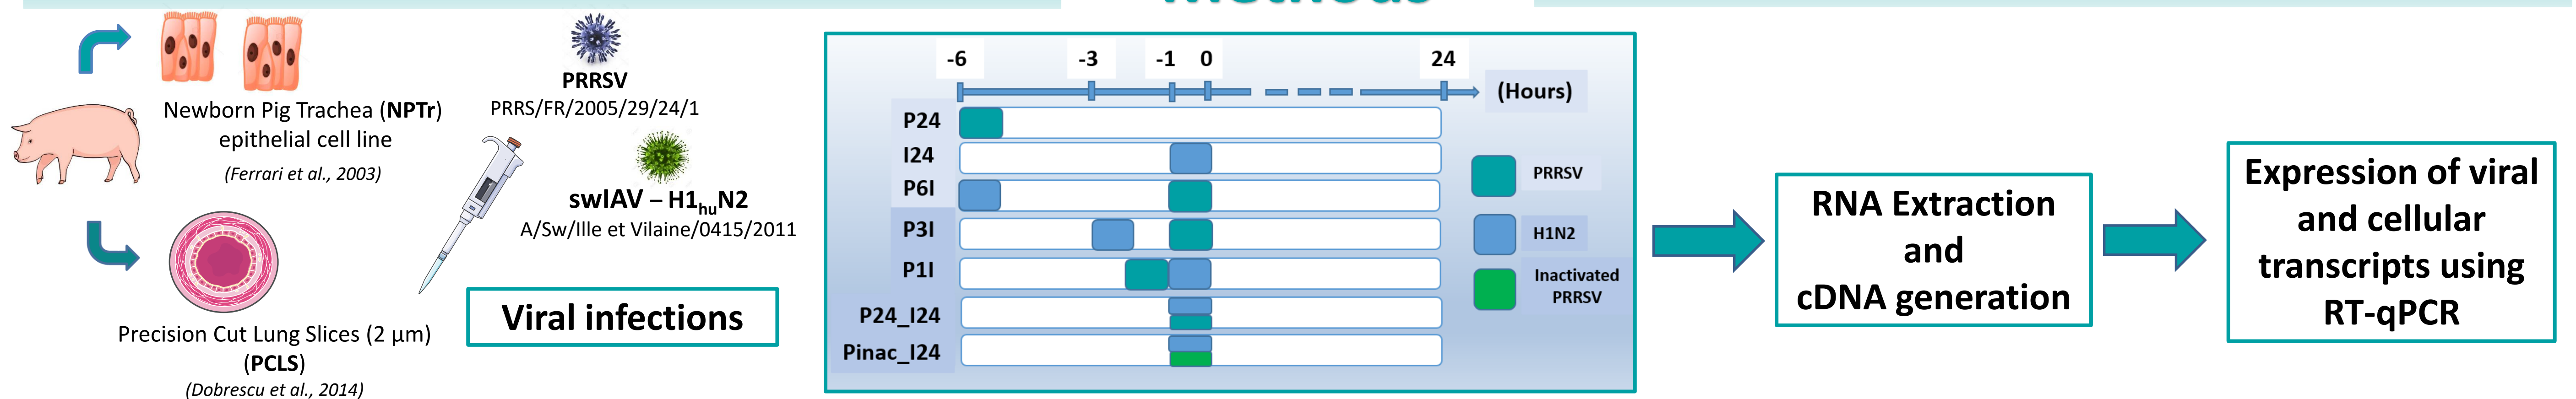 Methods
Newborn Pig Trachea (NPTr)
epithelial cell line
(Ferrari et al., 2003)
Precision Cut Lung Slices (2 µm)
(PCLS)
(Dobrescu et al., 2014)
PRRSV
PRRS/FR/2005/29/24/1
swIAV – H1huN2
A/Sw/Ille et Vilaine/0415/2011
Viral infections
-6 -3 -1 0 24
(Hours)
P24
I24
P6I
P3I
P1I
P24_I24
Pinac_I24
PRRSV
H1N2
Inactivated
PRRSV
RNA Extraction
and
cDNA generation
Expression of viral
and cellular
transcripts using
RT-qPCR